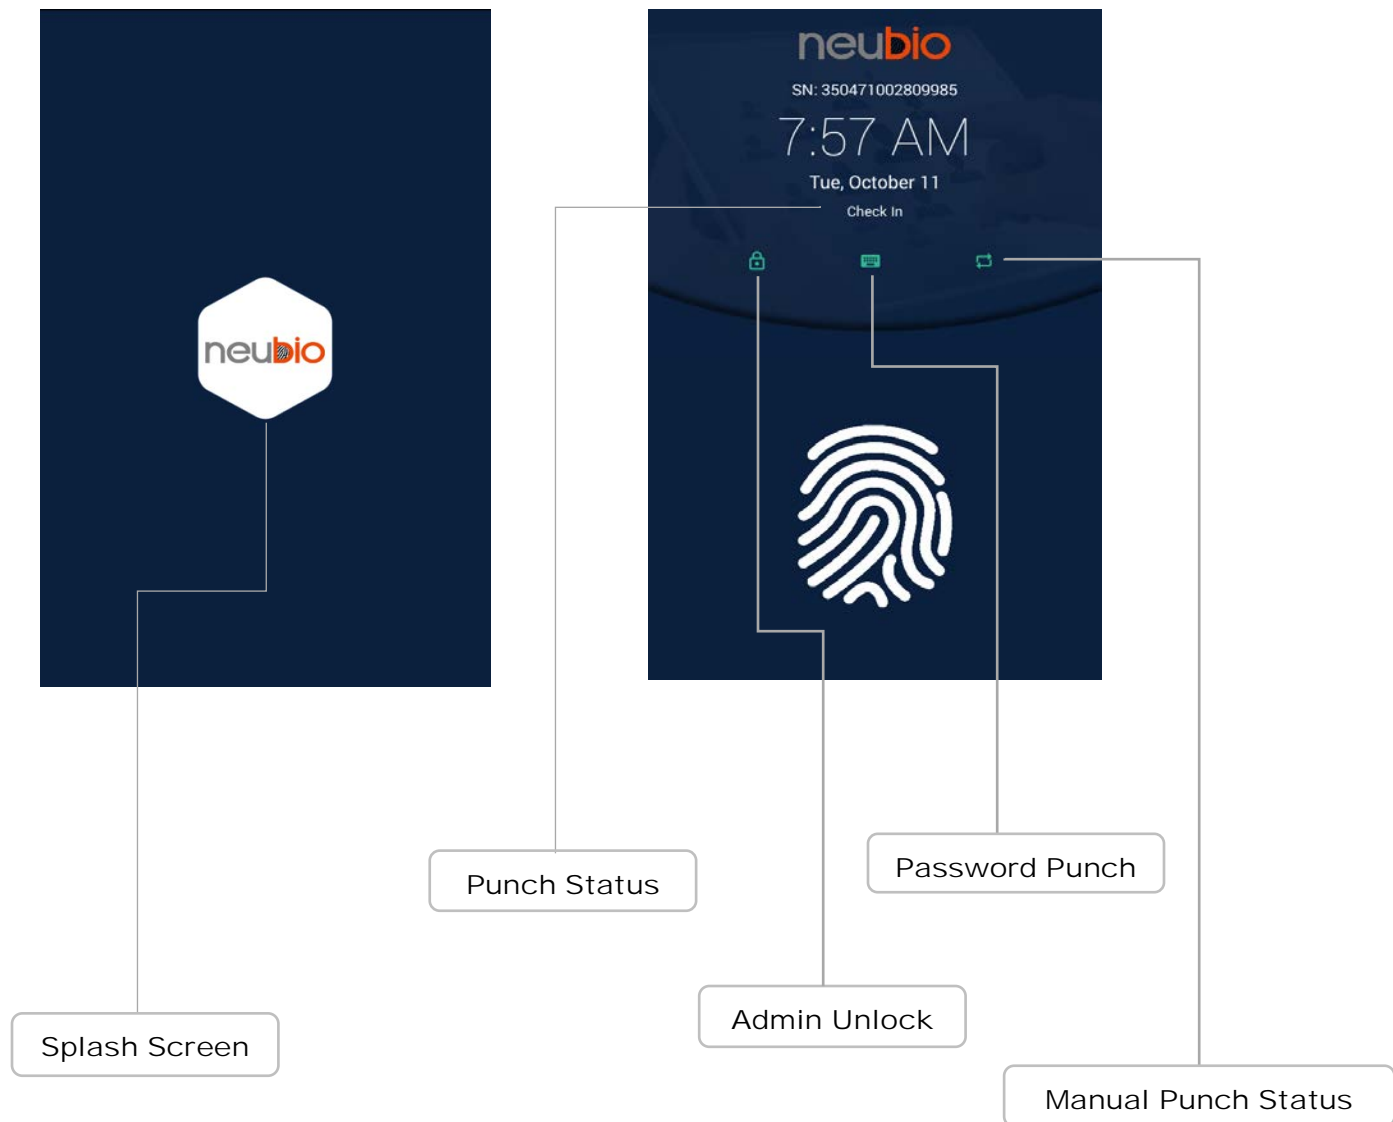 neubio
neubio
SN: 350471002809985
7:57 AM
Tue, October 11
Check In
Punch Status
Password Punch
Admin Unlock
Splash Screen
Manual Punch Status